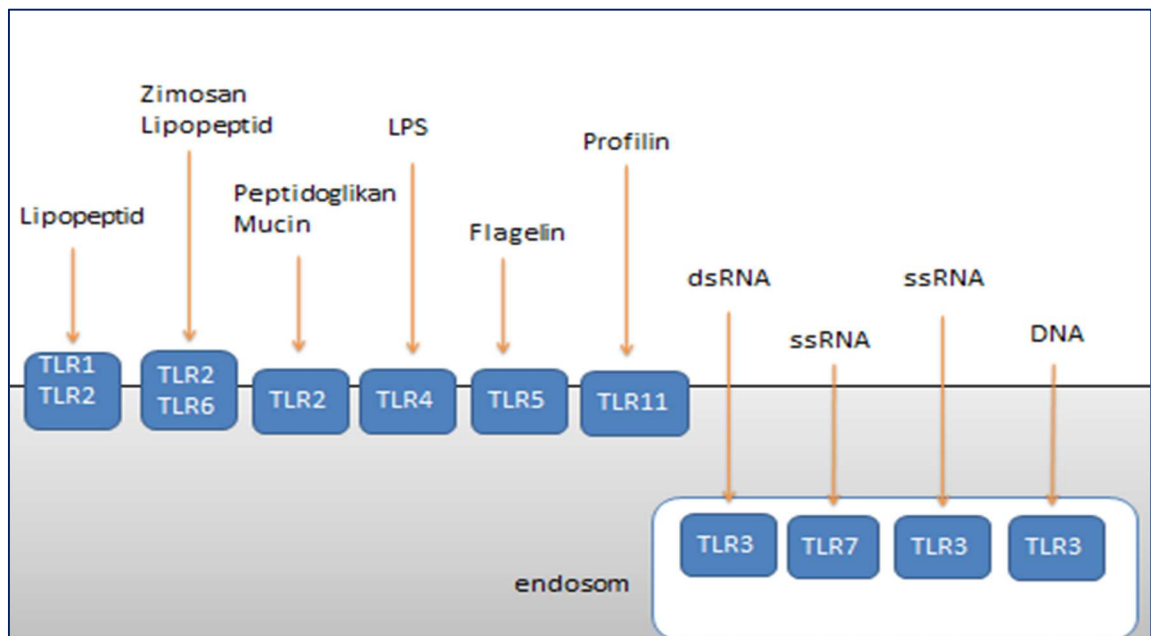 Zimosan
Lipopeptid
LPS
Profilin
Lipopeptid
Peptidoglikan
Mucin
Flagelin
dsRNA
ssRNA
ssRNA
DNA
TLR1
TLR2
TLR2
TLR6
TLR2
TLR4
TLR5
TLR11
TLR3
TLR7
TLR3
TLR3
endosom